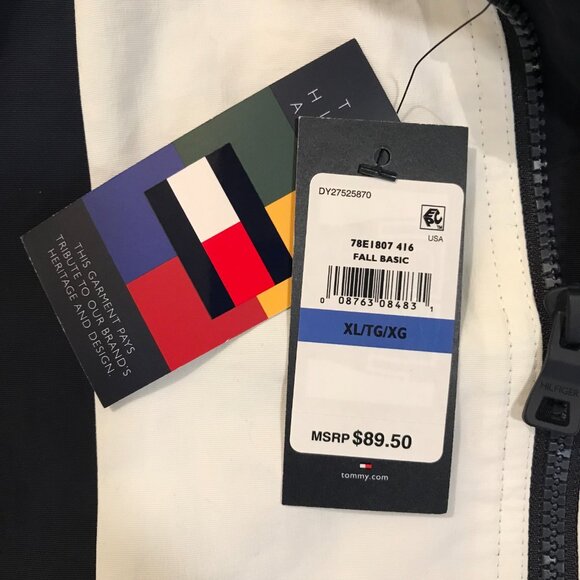 THIS GARMENT PAYS
TRIBUTE TO OUR BRAND'S
HERITAGE AND DESIGN.
DY27525870
USA
78E1807 416
FALL BASIC
0 08763 08483 1
XL/TG/XG
MSRP $89.50
tommy.com
HILFIGER